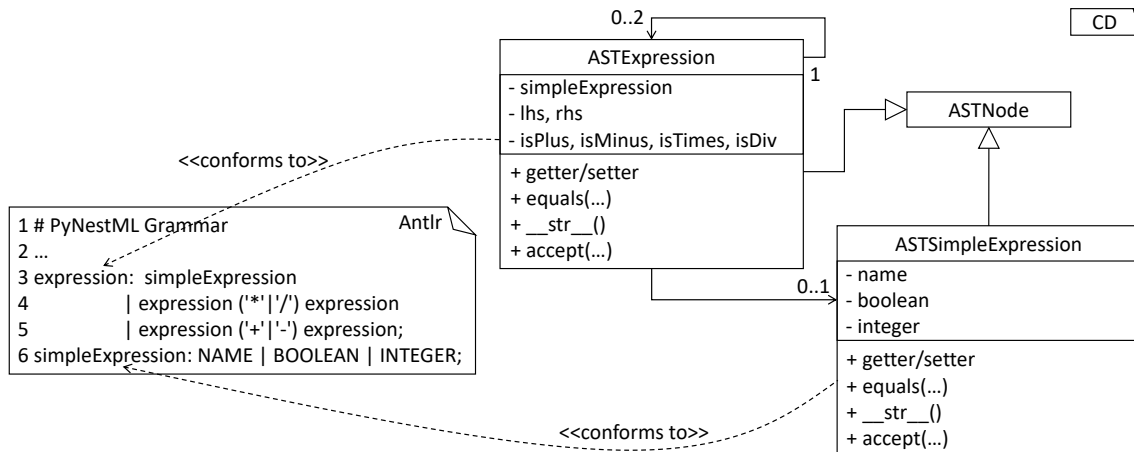 CD
0..2
ASTExpression
1
- simpleExpression
- lhs, rhs
- isPlus, isMinus, isTimes, isDiv
+ getter/setter
+ equals(…)
+ __str__()
+ accept(…)
ASTNode
<<conforms to>>
1 # PyNestML Grammar
Antlr
2 …
3 expression: simpleExpression
4 | expression ('*'|'/') expression
5 | expression ('+'|'-') expression;
6 simpleExpression: NAME | BOOLEAN | INTEGER;
0..1
ASTSimpleExpression
- name
- boolean
- integer
+ getter/setter
+ equals(…)
+ __str__()
+ accept(…)
<<conforms to>>